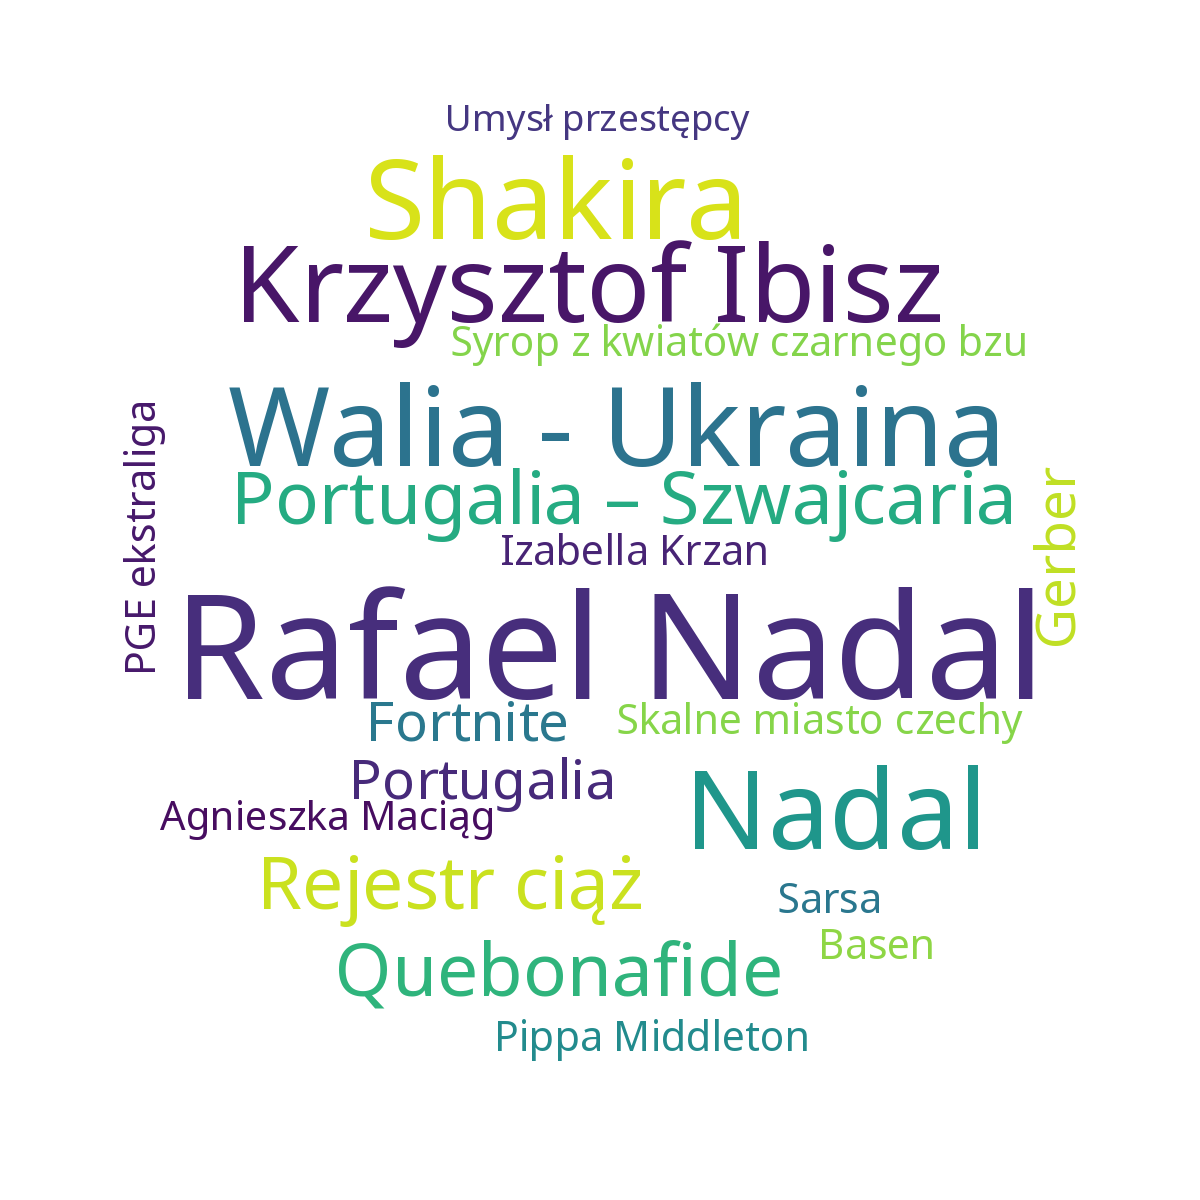 Umysł przestępcy
Shakira
Krzysztof Ibisz
Syrop z kwiatów czarnego bzu
Walia - Ukraina
PGE ekstraliga
Portugalia – Szwajcaria
Gerber
Izabella Krzan
Rafael Nadal
Fortnite
Skalne miasto czechy
Portugalia
Nadal
Agnieszka Maciąg
Rejestr ciąż
Sarsa
Basen
Quebonafide
Pippa Middleton